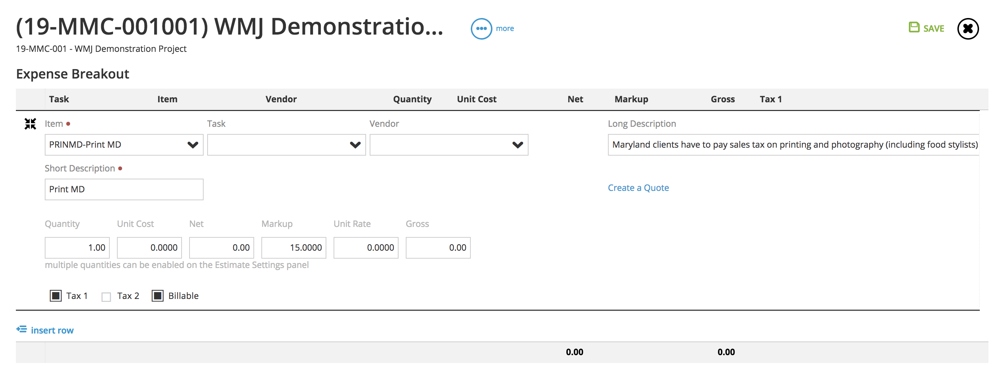 (19-MMC-001001) WMJ Demonstratio...
more
SAVE
19-MMC-001 - WMJ Demonstration Project
Expense Breakout
Task Item Vendor Quantity Unit Cost Net Markup Gross Tax 1
Item Task Vendor Long Description
PRINMD-Print MD Maryland clients have to pay sales tax on printing and photography (including food stylists)
Short Description
Print MD
Create a Quote
Quantity Unit Cost Net Markup Unit Rate Gross
1.00 0.0000 0.00 15.0000 0.0000 0.00
multiple quantities can be enabled on the Estimate Settings panel
Tax 1 Tax 2 Billable
insert row
0.00 0.00